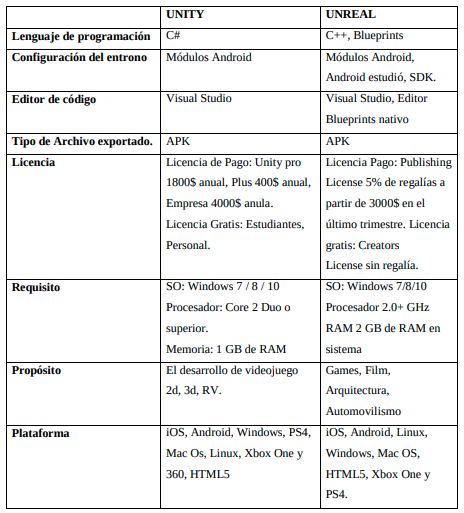 UNITY UNREAL
Lenguaje de programación C# C++, Blueprints
Configuración del entrono Módulos Android Módulos Android,
Android estudió, SDK.
Editor de código Visual Studio Visual Studio, Editor
Blueprints nativo
Tipo de Archivo exportado. APK APK
Licencia Licencia de Pago: Unity pro Licencia Pago: Publishing
1800$ anual, Plus 400$ anual, License 5% de regalías a
Empresa 4000$ anula. partir de 3000$ en el
Licencia Gratis: Estudiantes, último trimestre. Licencia
Personal. gratis: Creators
License sin regalía.
Requisito SO: Windows 7 / 8 / 10 SO: Windows 7/8/10
Procesador: Core 2 Duo o Procesador 2.0+ GHz
superior. RAM 2 GB de RAM en
Memoria: 1 GB de RAM sistema
Propósito El desarrollo de videojuego Games, Film,
2d, 3d, RV. Arquitectura,
Automovilismo
Plataforma iOS, Android, Windows, PS4, iOS, Android, Linux,
Mac Os, Linux, Xbox One y Windows, Mac OS,
360, HTML5 HTML5, Xbox One y
PS4.